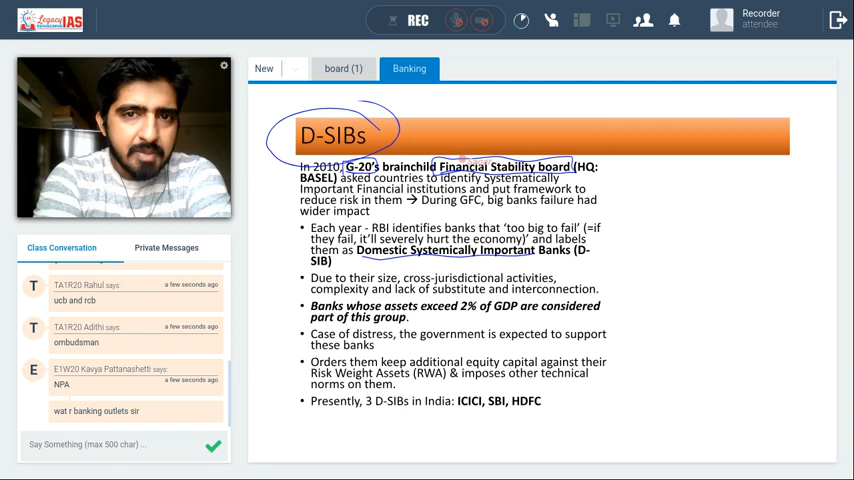 Legacy
IAS
REC
Recorder
attendee
New
board (1)
Banking
D-SIBs
In 2010, G-20's brainchild Financial Stability board (HQ:
BASEL) asked countries to identify Systematically
Important Financial institutions and put framework to
reduce risk in them → During GFC, big banks failure had
wider impact
• Each year - RBI identifies banks that 'too big to fail' (=if
they fail, it'll severely hurt the economy)' and labels
them as Domestic Systemically Important Banks (D-
SIB)
• Due to their size, cross-jurisdictional activities,
complexity and lack of substitute and interconnection.
• Banks whose assets exceed 2% of GDP are considered
part of this group.
• Case of distress, the government is expected to support
these banks
• Orders them keep additional equity capital against their
Risk Weight Assets (RWA) & imposes other technical
norms on them.
• Presently, 3 D-SIBs in India: ICICI, SBI, HDFC
Class Conversation
Private Messages
T
TA1R20 Rahul says:
a few seconds ago
ucb and rcb
T
TA1R20 Adithi says:
a few seconds ago
ombudsman
E
E1W20 Kavya Pattanashetti says:
a few seconds ago
NPA
wat r banking outlets sir
Say Something (max 500 char) ...